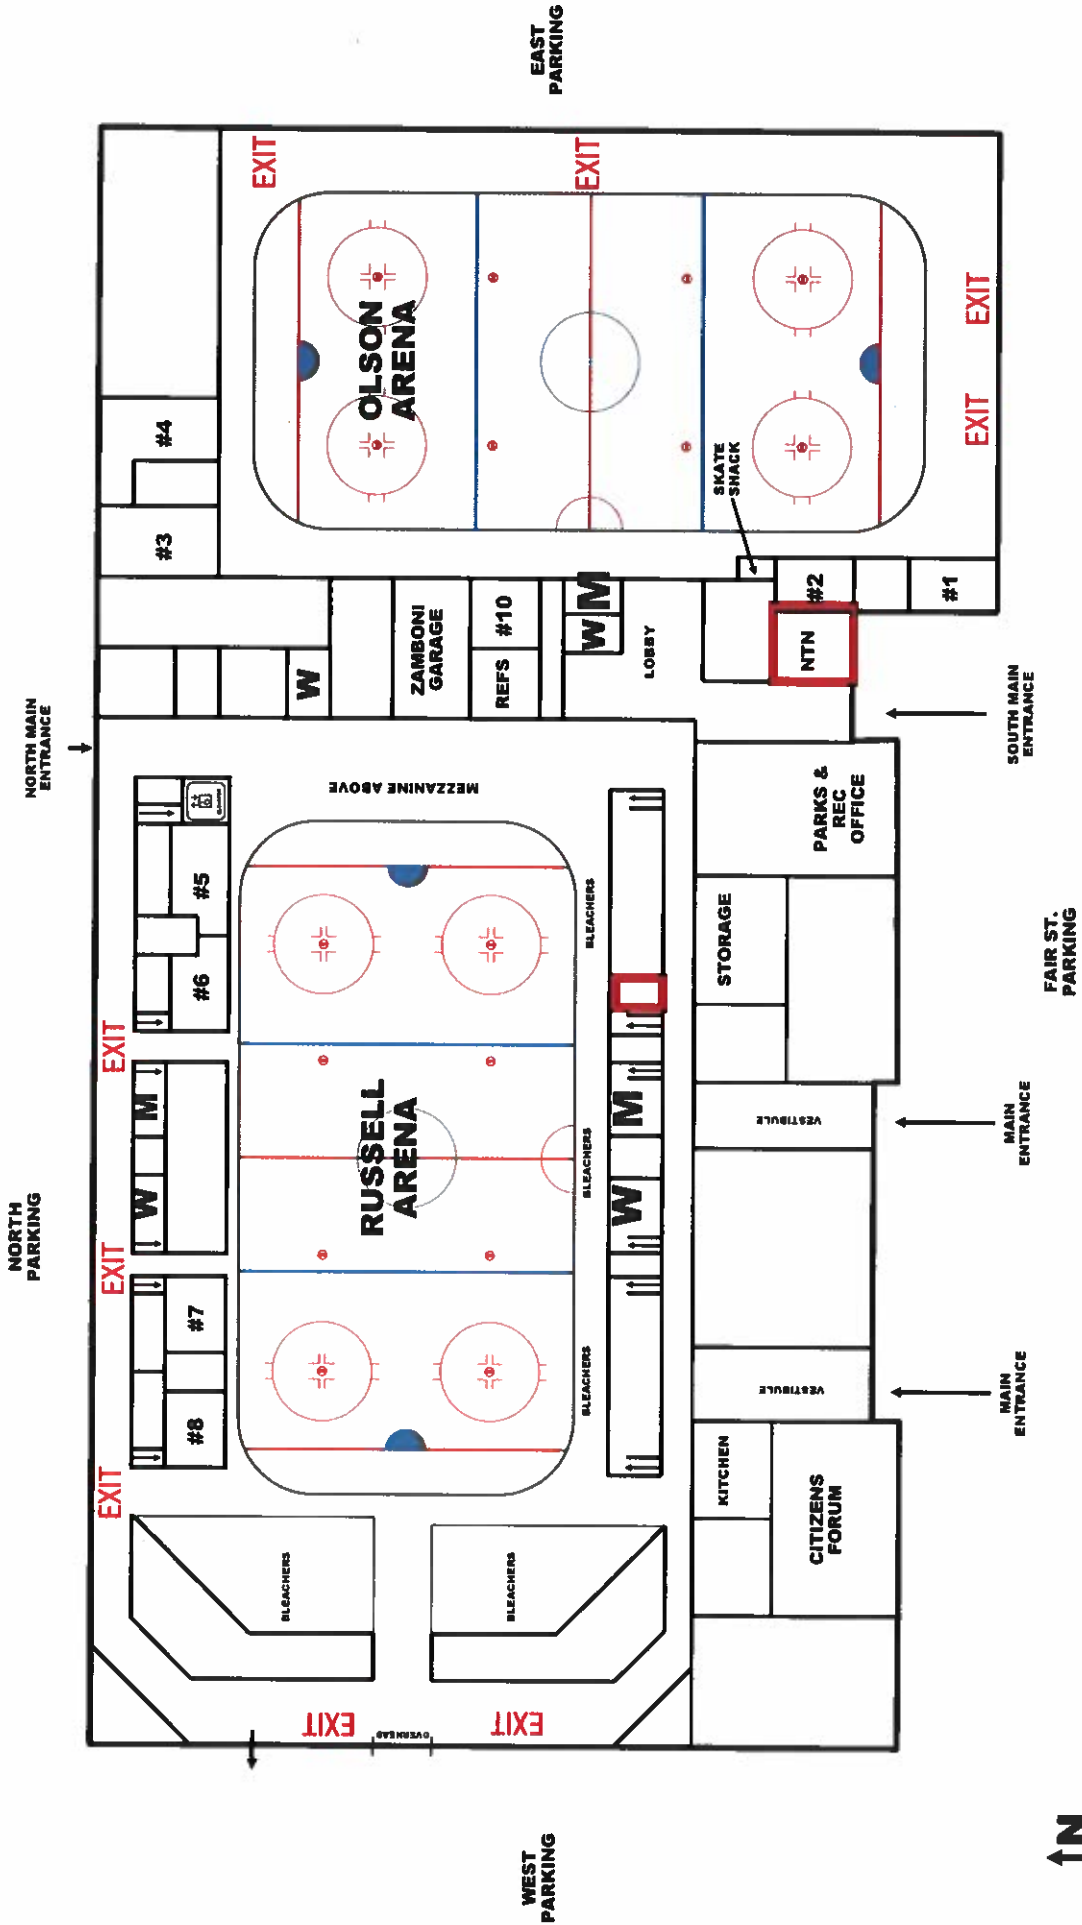 NORTH
PARKING
NORTH MAIN
ENTRANCE
EXIT
EXIT
EXIT
W
M
#8
#7
#6
#5
#3
#4
EXIT
BLEACHERS
EXIT
W
MEZZANINE ABOVE
RUSSELL
ARENA
OLSON
ARENA
OVERHEAD
ZAMBONI
GARAGE
WEST
PARKING
EXIT
BLEACHERS
REFS
#10
EAST
PARKING
BLEACHERS
BLEACHERS
BLEACHERS
W
M
EXIT
W
M
LOBBY
SKATE
SHACK
KITCHEN
STORAGE
VESTIBULE
VESTIBULE
CITIZENS
FORUM
PARKS &
REC
OFFICE
NTN
#2
#1
EXIT
EXIT
MAIN
ENTRANCE
MAIN
ENTRANCE
SOUTH MAIN
ENTRANCE
FAIR ST.
PARKING
N